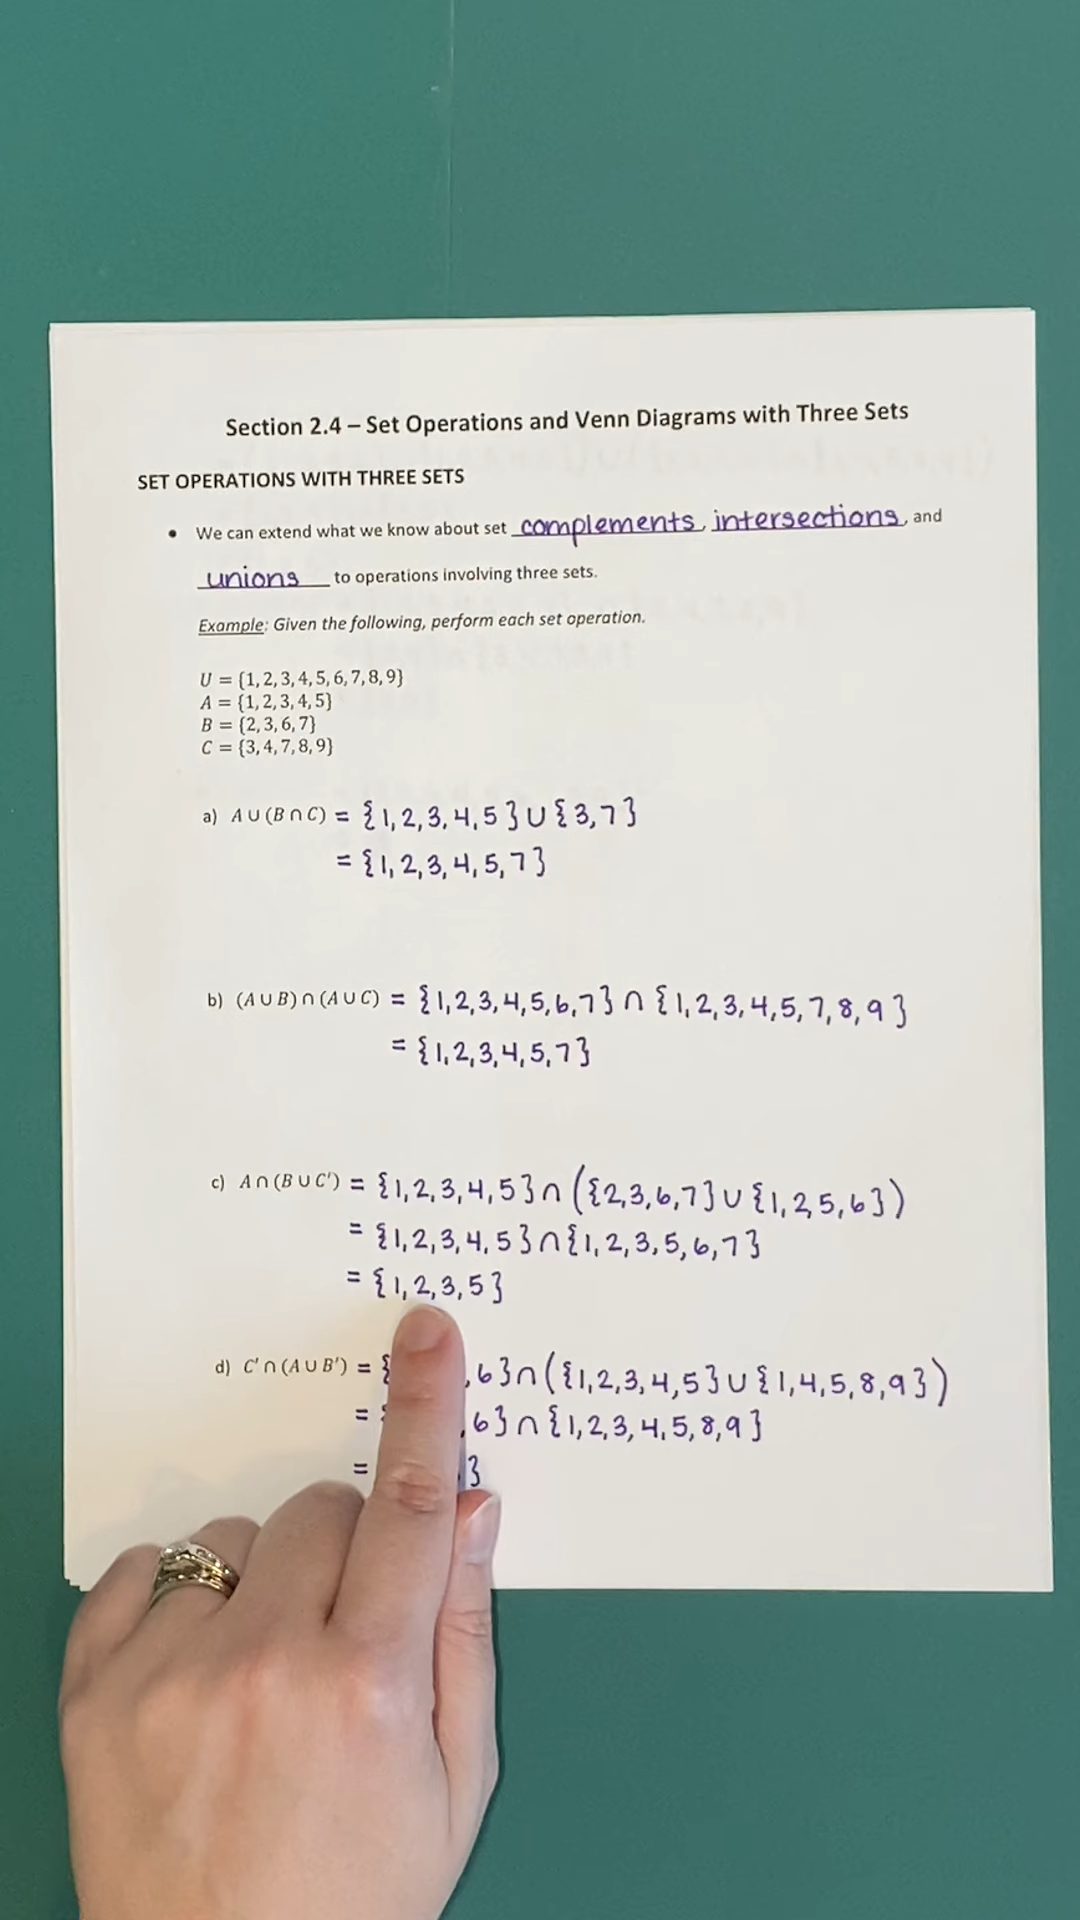 Section 2.4 – Set Operations and Venn Diagrams with Three Sets
SET OPERATIONS WITH THREE SETS
• We can extend what we know about set complements, intersections, and
unions to operations involving three sets.
Example: Given the following, perform each set operation.
U = {1, 2, 3, 4, 5, 6, 7, 8, 9}
A = {1, 2, 3, 4, 5}
B = {2, 3, 6, 7}
C = {3, 4, 7, 8, 9}
a) A ∪ (B ∩ C) = {1, 2, 3, 4, 5} ∪ {3, 7}
= {1, 2, 3, 4, 5, 7}
b) (A ∪ B) ∩ (A ∪ C) = {1, 2, 3, 4, 5, 6, 7} ∩ {1, 2, 3, 4, 5, 7, 8, 9}
= {1, 2, 3, 4, 5, 7}
c) A ∩ (B ∪ C') = {1, 2, 3, 4, 5} ∩ ({2, 3, 6, 7} ∪ {1, 2, 5, 6})
= {1, 2, 3, 4, 5} ∩ {1, 2, 3, 5, 6, 7}
= {1, 2, 3, 5}
d) C' ∩ (A ∪ B') = { , 6} ∩ ({1, 2, 3, 4, 5} ∪ {1, 4, 5, 8, 9})
= { , 6} ∩ {1, 2, 3, 4, 5, 8, 9}
= }